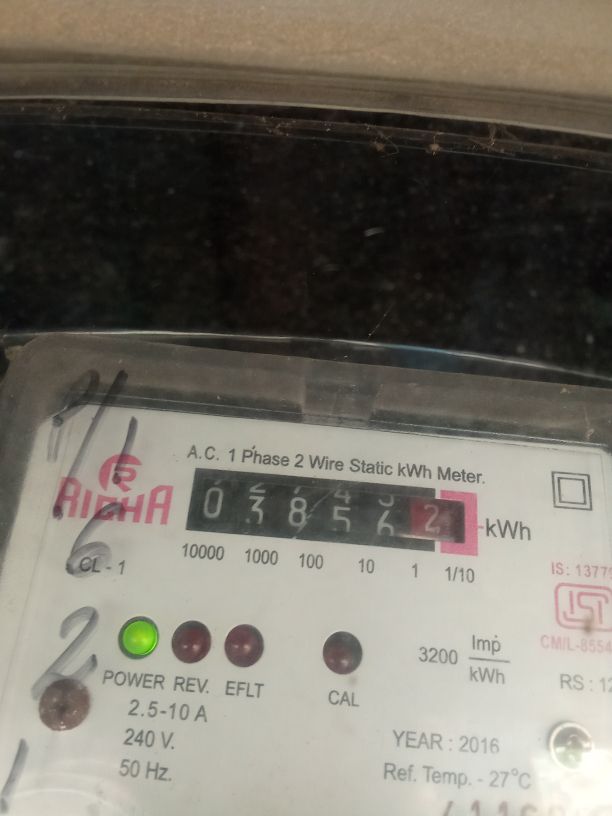 A.C. 1 Phase 2 Wire Static kWh Meter.
RICHA
0 3 8 5 6 2 kWh
10000 1000 100 10 1 1/10
CL - 1
IS : 1377
ISI
CM/L-8554
3200 Imp/kWh
RS : 12
POWER REV. EFLT CAL
2.5-10 A
240 V.
50 Hz.
YEAR : 2016
Ref. Temp. - 27°C